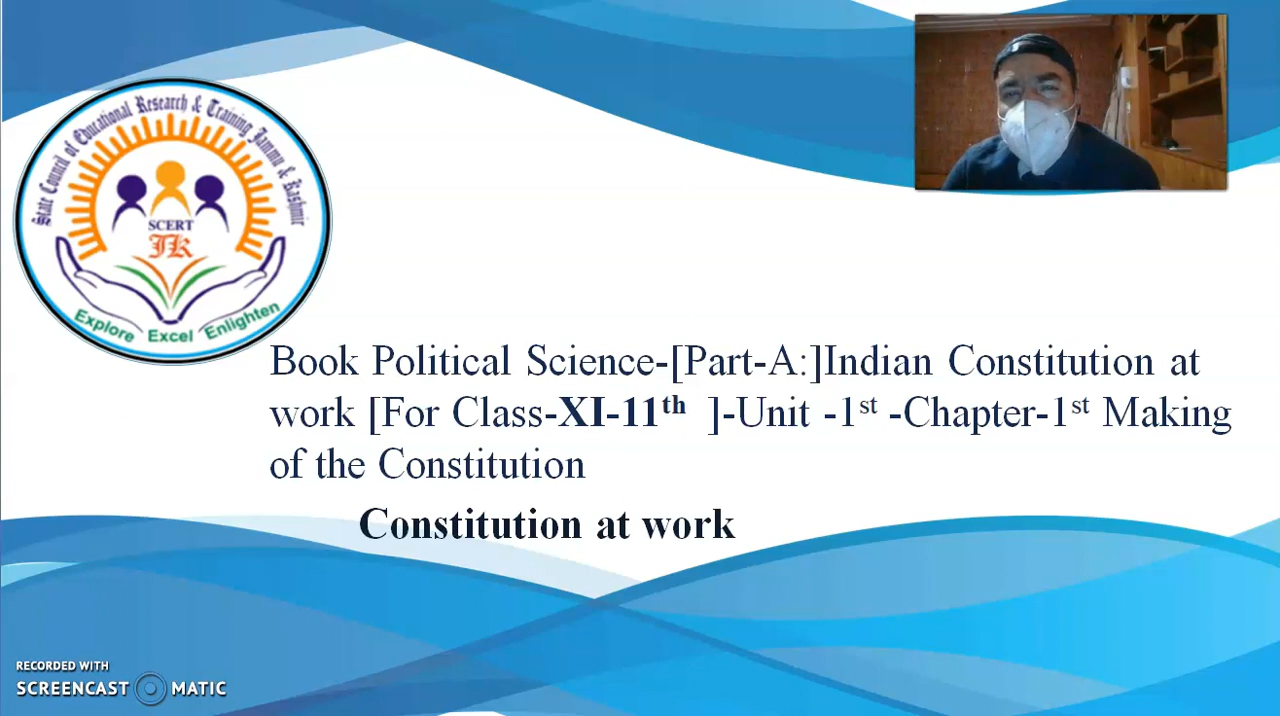 State Council of Educational Research & Training Jammu & Kashmir
SCERT
JK
Explore Excel Enlighten
Book Political Science-[Part-A:]Indian Constitution at
work [For Class-XI-11th ]-Unit -1st -Chapter-1st Making
of the Constitution
Constitution at work
RECORDED WITH
SCREENCAST MATIC